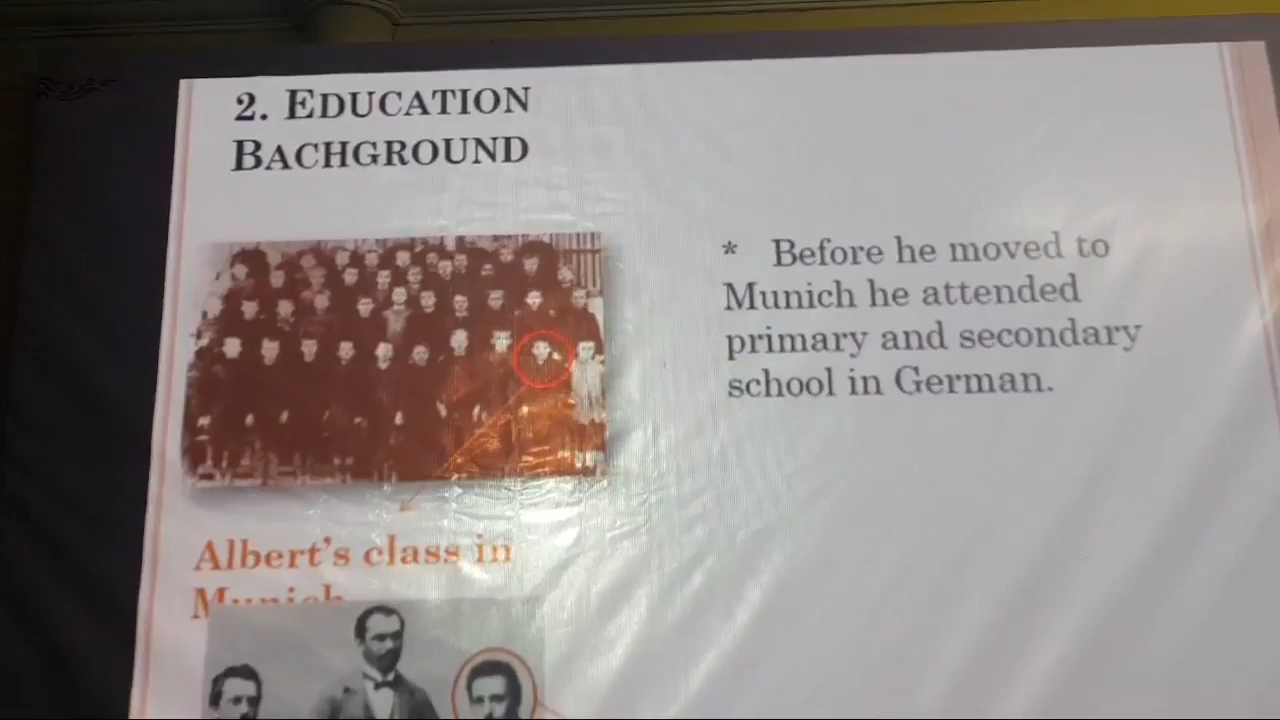 2. EDUCATION
BACHGROUND
* Before he moved to
Munich he attended
primary and secondary
school in German.
Albert's class in
Munich